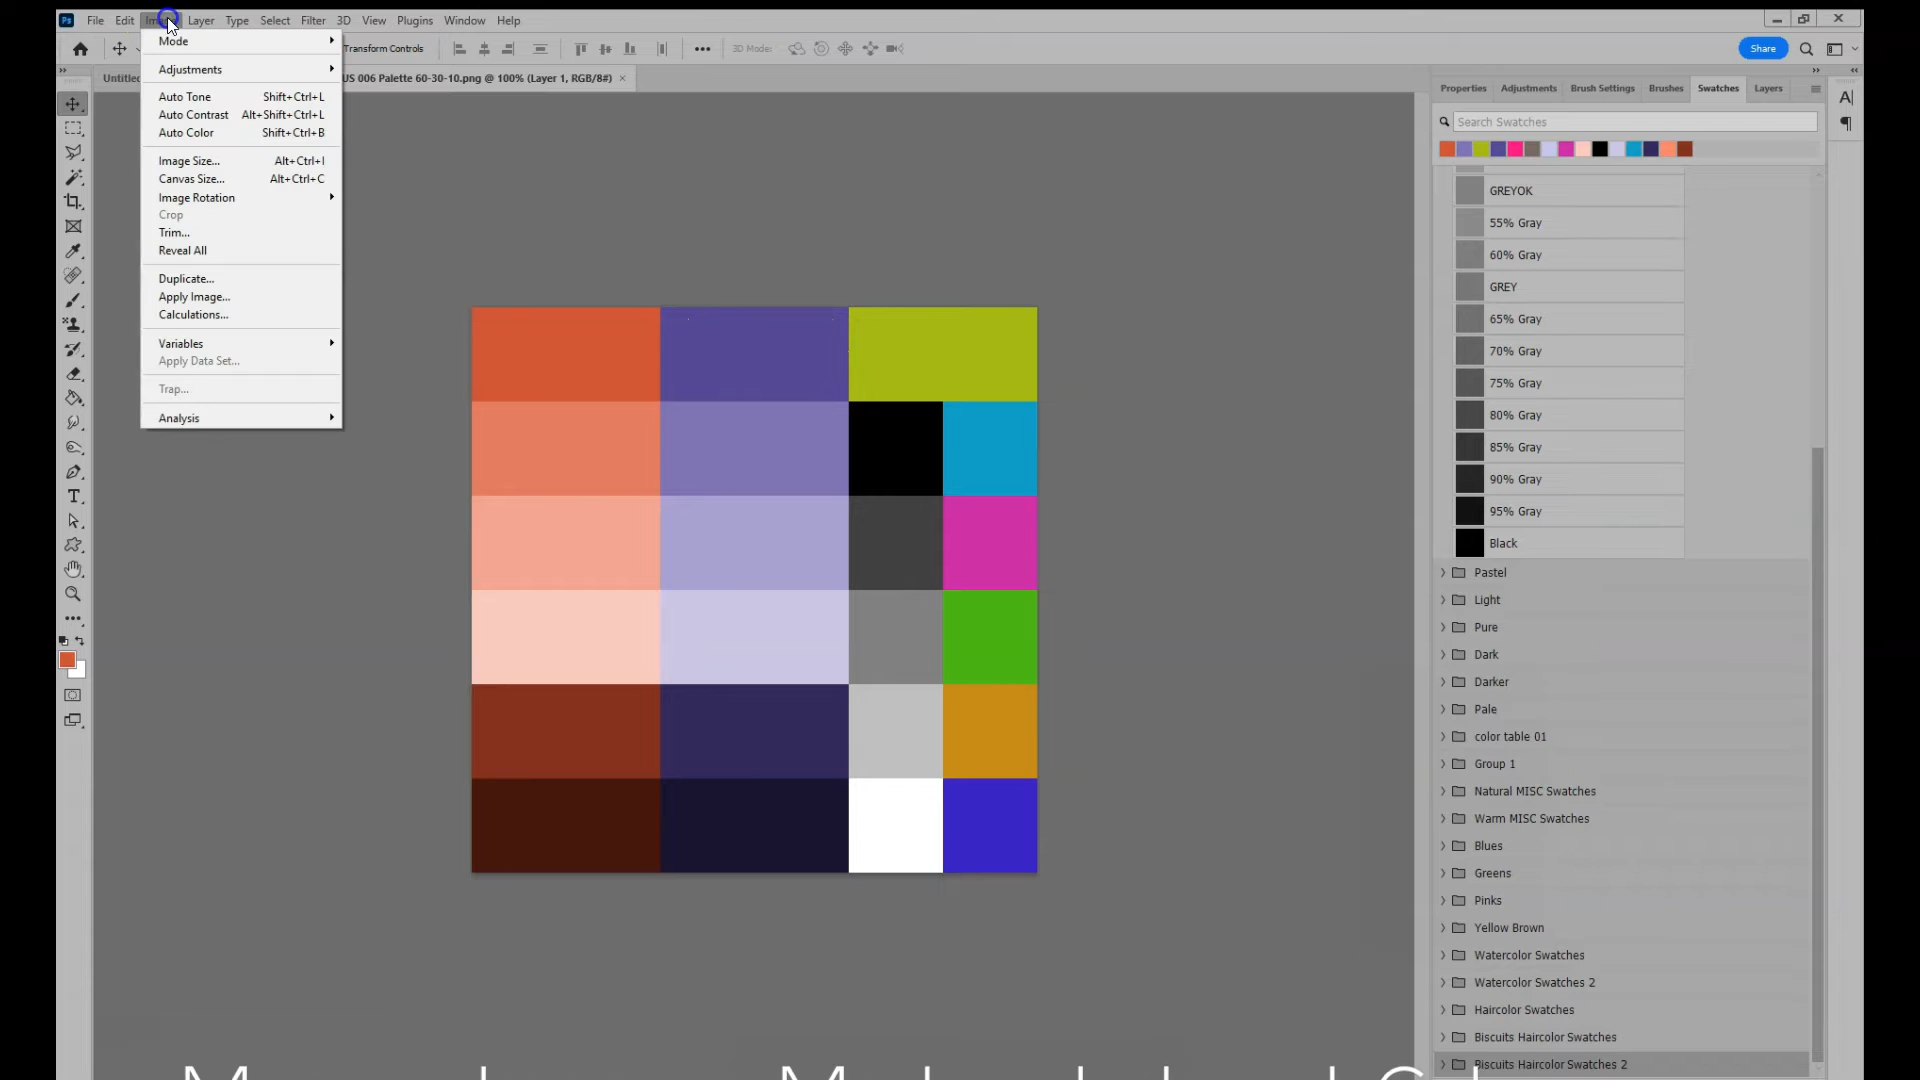 Ps File Edit Layer Type Select Filter 3D View Plugins Window Help
Transform Controls 3D Mode: Share
US 006 Palette 60-30-10.png @ 100% (Layer 1, RGB/8#) ×
Mode
Adjustments
Auto Tone Shift+Ctrl+L
Auto Contrast Alt+Shift+Ctrl+L
Auto Color Shift+Ctrl+B
Image Size... Alt+Ctrl+I
Canvas Size... Alt+Ctrl+C
Image Rotation
Crop
Trim...
Reveal All
Duplicate...
Apply Image...
Calculations...
Variables
Apply Data Set...
Trap...
Analysis
Properties Adjustments Brush Settings Brushes Swatches Layers
Search Swatches
GREYOK
55% Gray
60% Gray
GREY
65% Gray
70% Gray
75% Gray
80% Gray
85% Gray
90% Gray
95% Gray
Black
Pastel
Light
Pure
Dark
Darker
Pale
color table 01
Group 1
Natural MISC Swatches
Warm MISC Swatches
Blues
Greens
Pinks
Yellow Brown
Watercolor Swatches
Watercolor Swatches 2
Haircolor Swatches
Biscuits Haircolor Swatches
Biscuits Haircolor Swatches 2